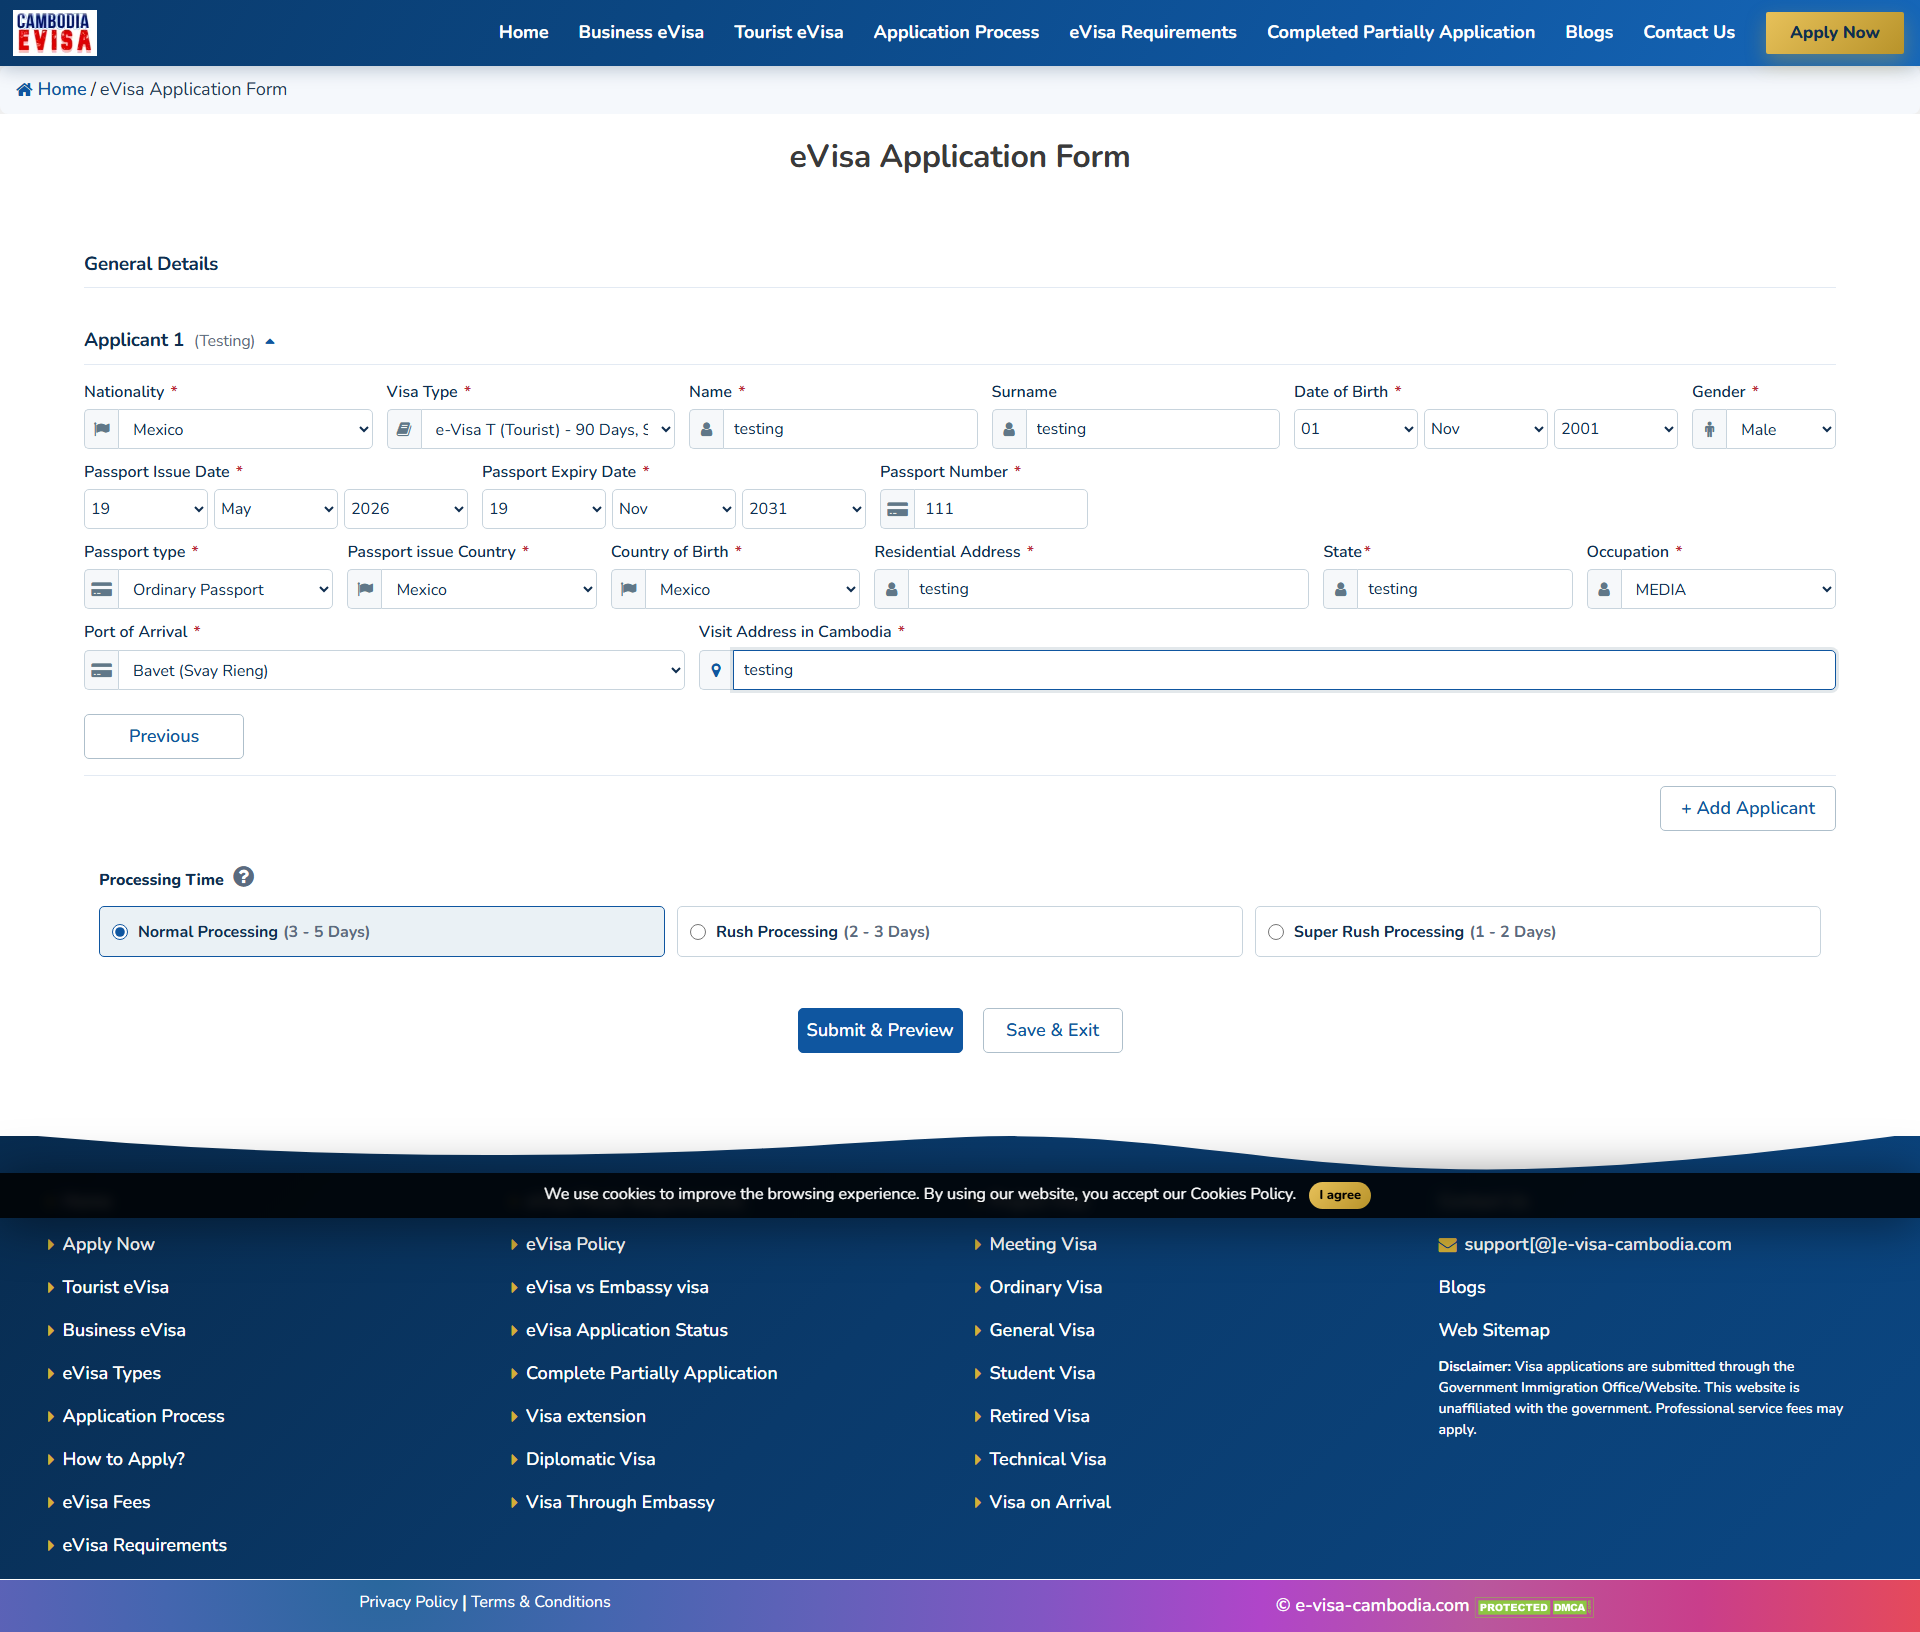 CAMBODIA
EVISA
Home
Business eVisa
Tourist eVisa
Application Process
eVisa Requirements
Completed Partially Application
Blogs
Contact Us
Apply Now
Home / eVisa Application Form
eVisa Application Form
General Details
Applicant 1 (Testing)
Nationality *
Visa Type *
Name *
Surname
Date of Birth *
Gender *
Mexico
e-Visa T (Tourist) - 90 Days, S
testing
testing
01
Nov
2001
Male
Passport Issue Date *
Passport Expiry Date *
Passport Number *
19
May
2026
19
Nov
2031
111
Passport type *
Passport issue Country *
Country of Birth *
Residential Address *
State*
Occupation *
Ordinary Passport
Mexico
Mexico
testing
testing
MEDIA
Port of Arrival *
Visit Address in Cambodia *
Bavet (Svay Rieng)
testing
Previous
+ Add Applicant
Processing Time ?
Normal Processing (3 - 5 Days)
Rush Processing (2 - 3 Days)
Super Rush Processing (1 - 2 Days)
Submit & Preview
Save & Exit
We use cookies to improve the browsing experience. By using our website, you accept our Cookies Policy.
I agree
Apply Now
Tourist eVisa
Business eVisa
eVisa Types
Application Process
How to Apply?
eVisa Fees
eVisa Requirements
eVisa Policy
eVisa vs Embassy visa
eVisa Application Status
Complete Partially Application
Visa extension
Diplomatic Visa
Visa Through Embassy
Meeting Visa
Ordinary Visa
General Visa
Student Visa
Retired Visa
Technical Visa
Visa on Arrival
support[@]e-visa-cambodia.com
Blogs
Web Sitemap
Disclaimer: Visa applications are submitted through the
Government Immigration Office/Website. This website is
unaffiliated with the government. Professional service fees may
apply.
Privacy Policy | Terms & Conditions
© e-visa-cambodia.com
PROTECTED DMCA